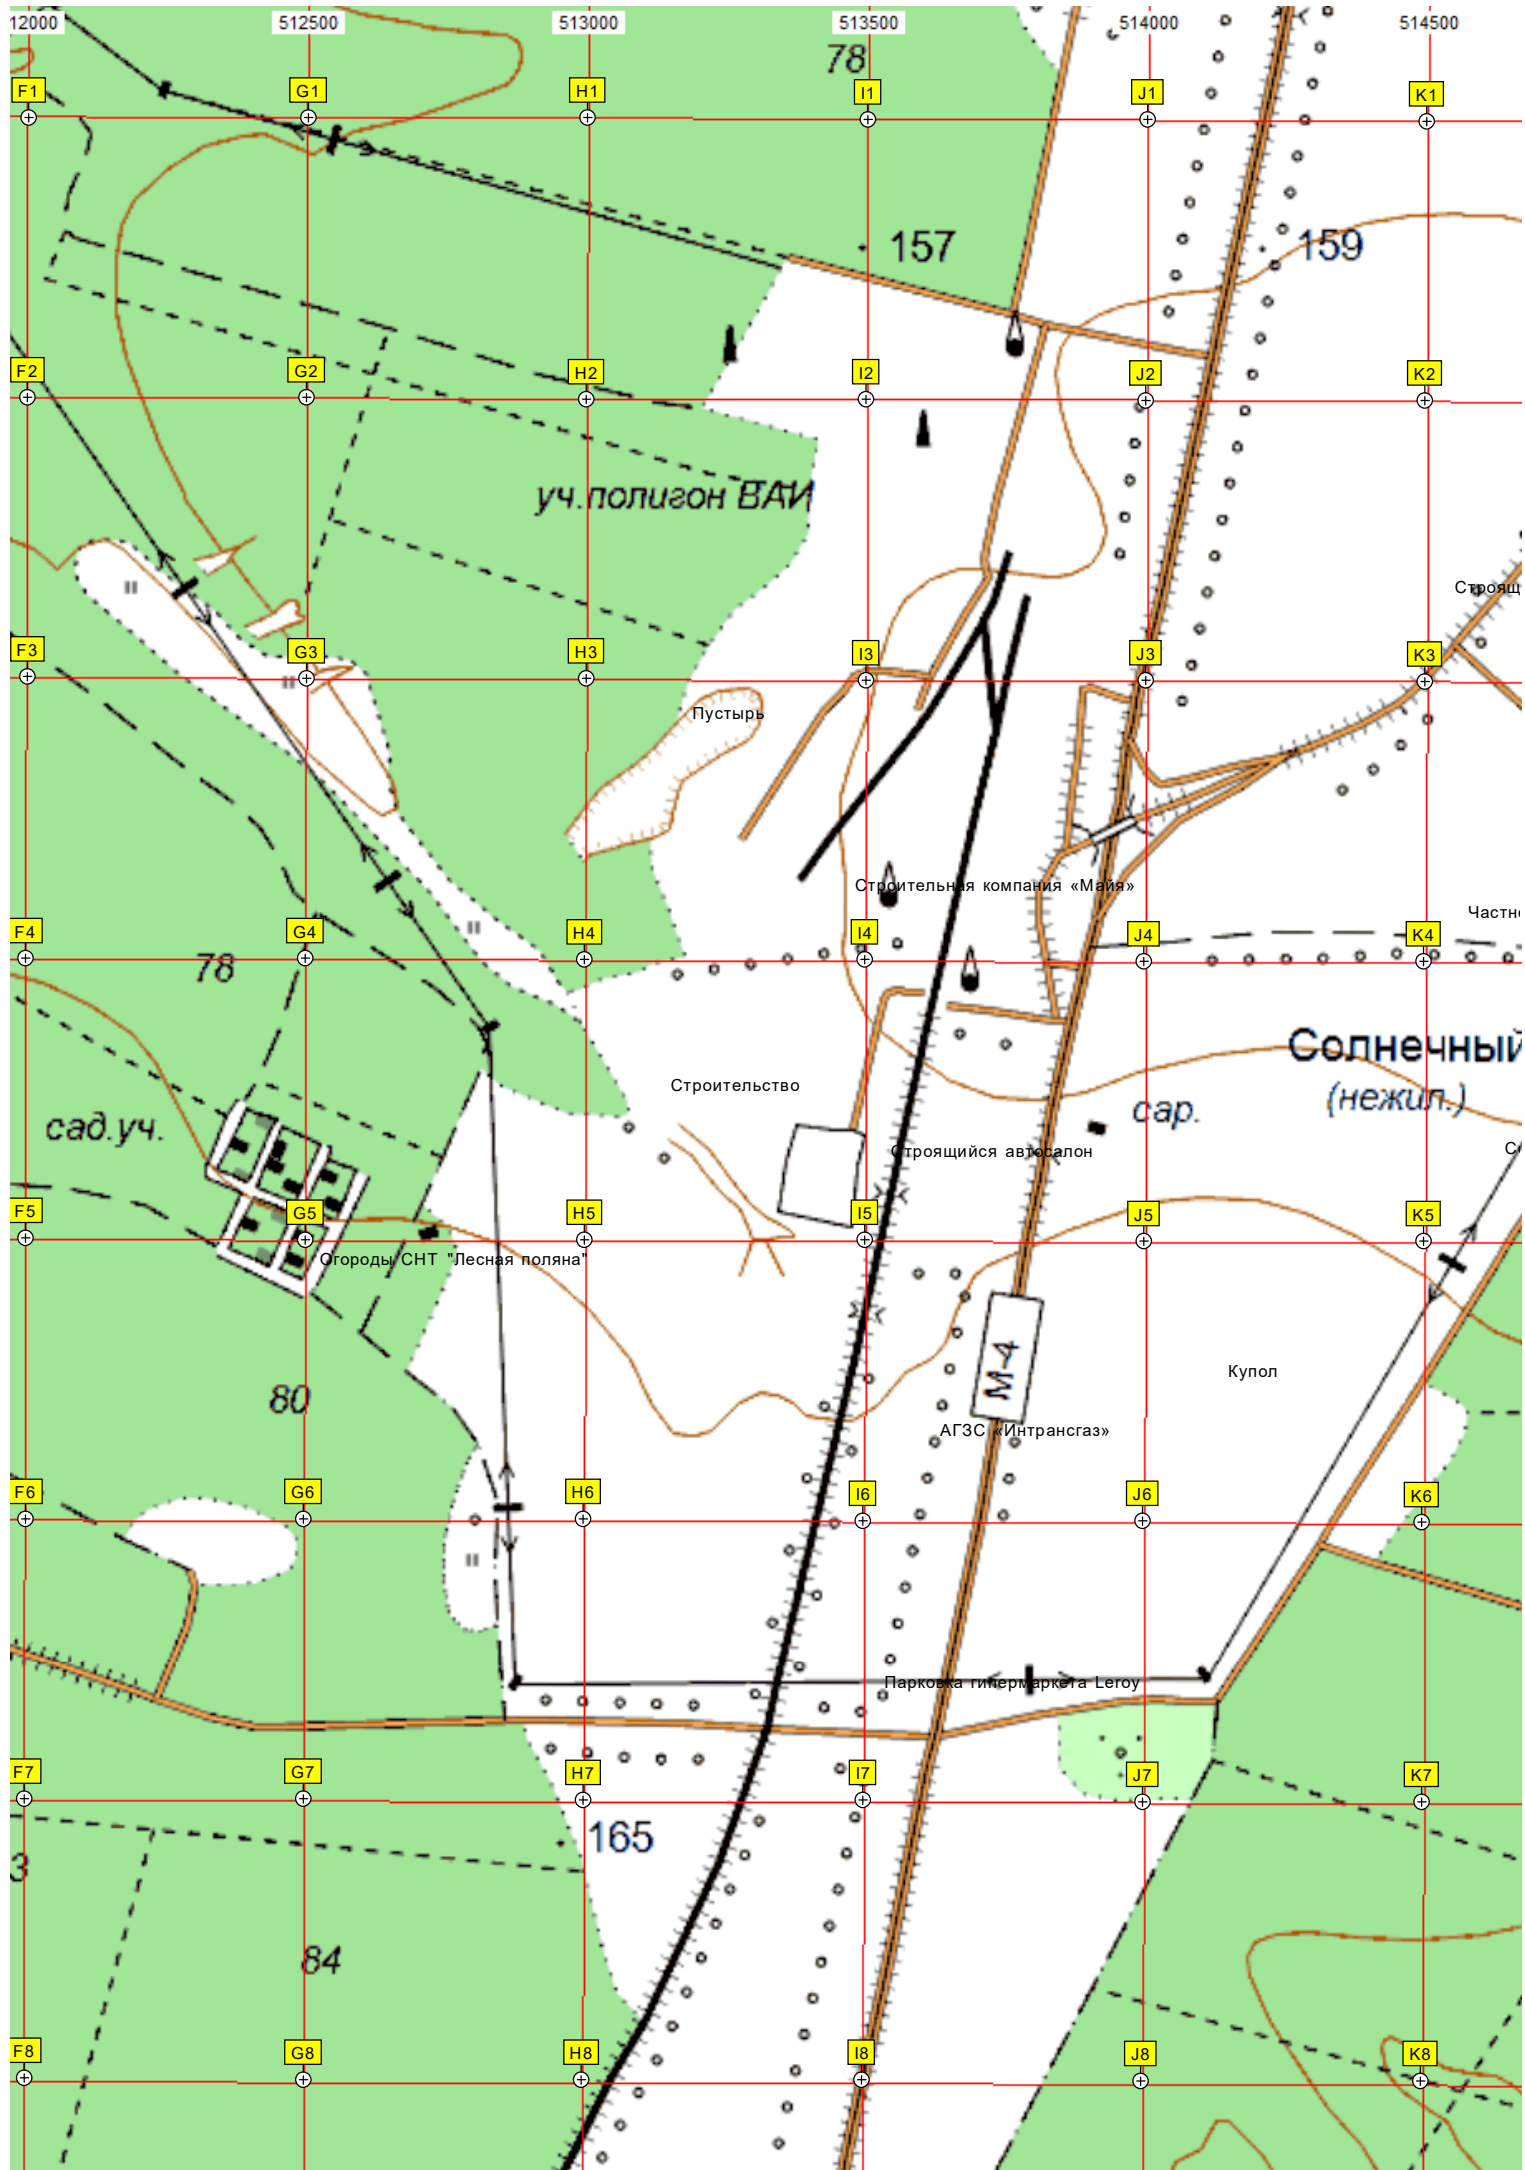 12000 512500 513000 513500 514000 514500
78
F1 G1 H1 I1 J1 K1
157 159
F2 G2 H2 I2 J2 K2
уч.полигон ВАИ
Строящ
F3 G3 H3 I3 J3 K3
Пустырь
Строительная компания «Майя»
Частн
F4 G4 H4 I4 J4 K4
78
Солнечный
(нежил.)
Строительство
сад.уч.
сар.
Строящийся автосалон
F5 G5 H5 I5 J5 K5
Огороды СНТ "Лесная поляна"
М-4
Купол
80
АГЗС «Интрансгаз»
F6 G6 H6 I6 J6 K6
Парковка гипермаркета Leroy
F7 G7 H7 I7 J7 K7
165
3
84
F8 G8 H8 I8 J8 K8